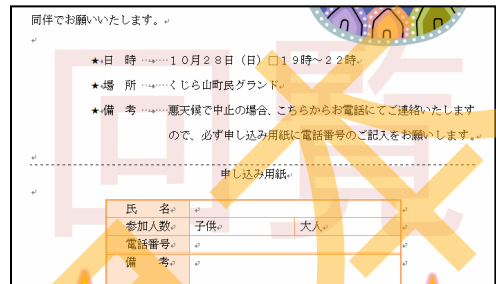 同伴でお願いいたします。
★日　時 ……１０月２８日（日）□１９時～２２時
★場　所 ……くじら山町民グランド
★備　考 ……悪天候で中止の場合、こちらからお電話にてご連絡いたします
ので、必ず申し込み用紙に電話番号のご記入をお願いします。
申し込み用紙
氏　名
参加人数 子供 大人
電話番号
備　考
回覧